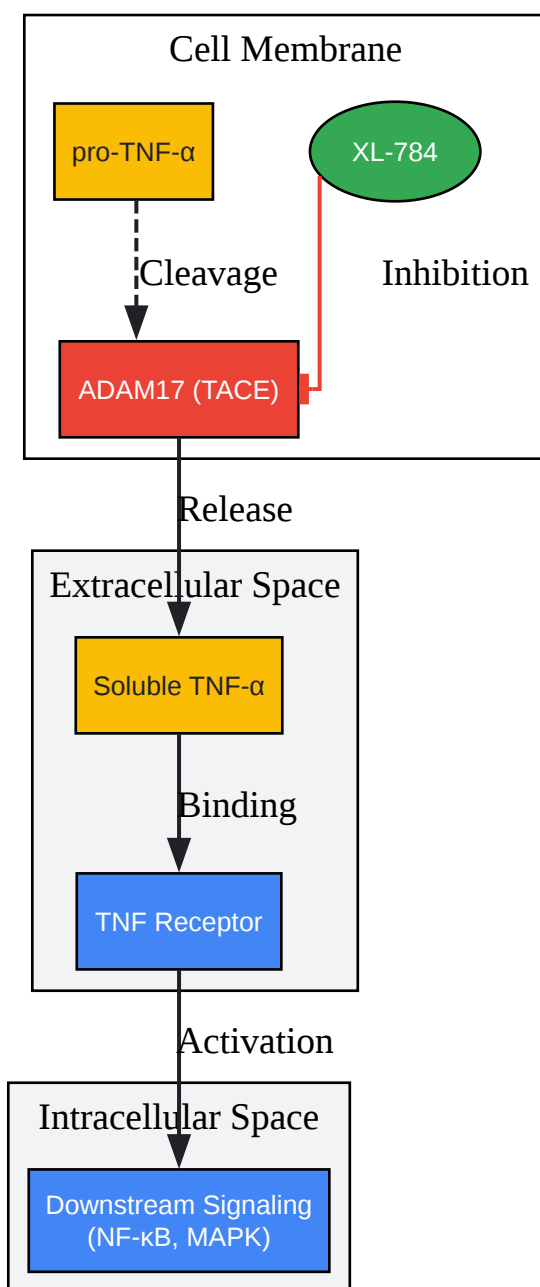 Cell Membrane
pro-TNF-α
XL-784
Cleavage
Inhibition
ADAM17 (TACE)
Release
Extracellular Space
Soluble TNF-α
Binding
TNF Receptor
Activation
Intracellular Space
Downstream Signaling
(NF-κB, MAPK)